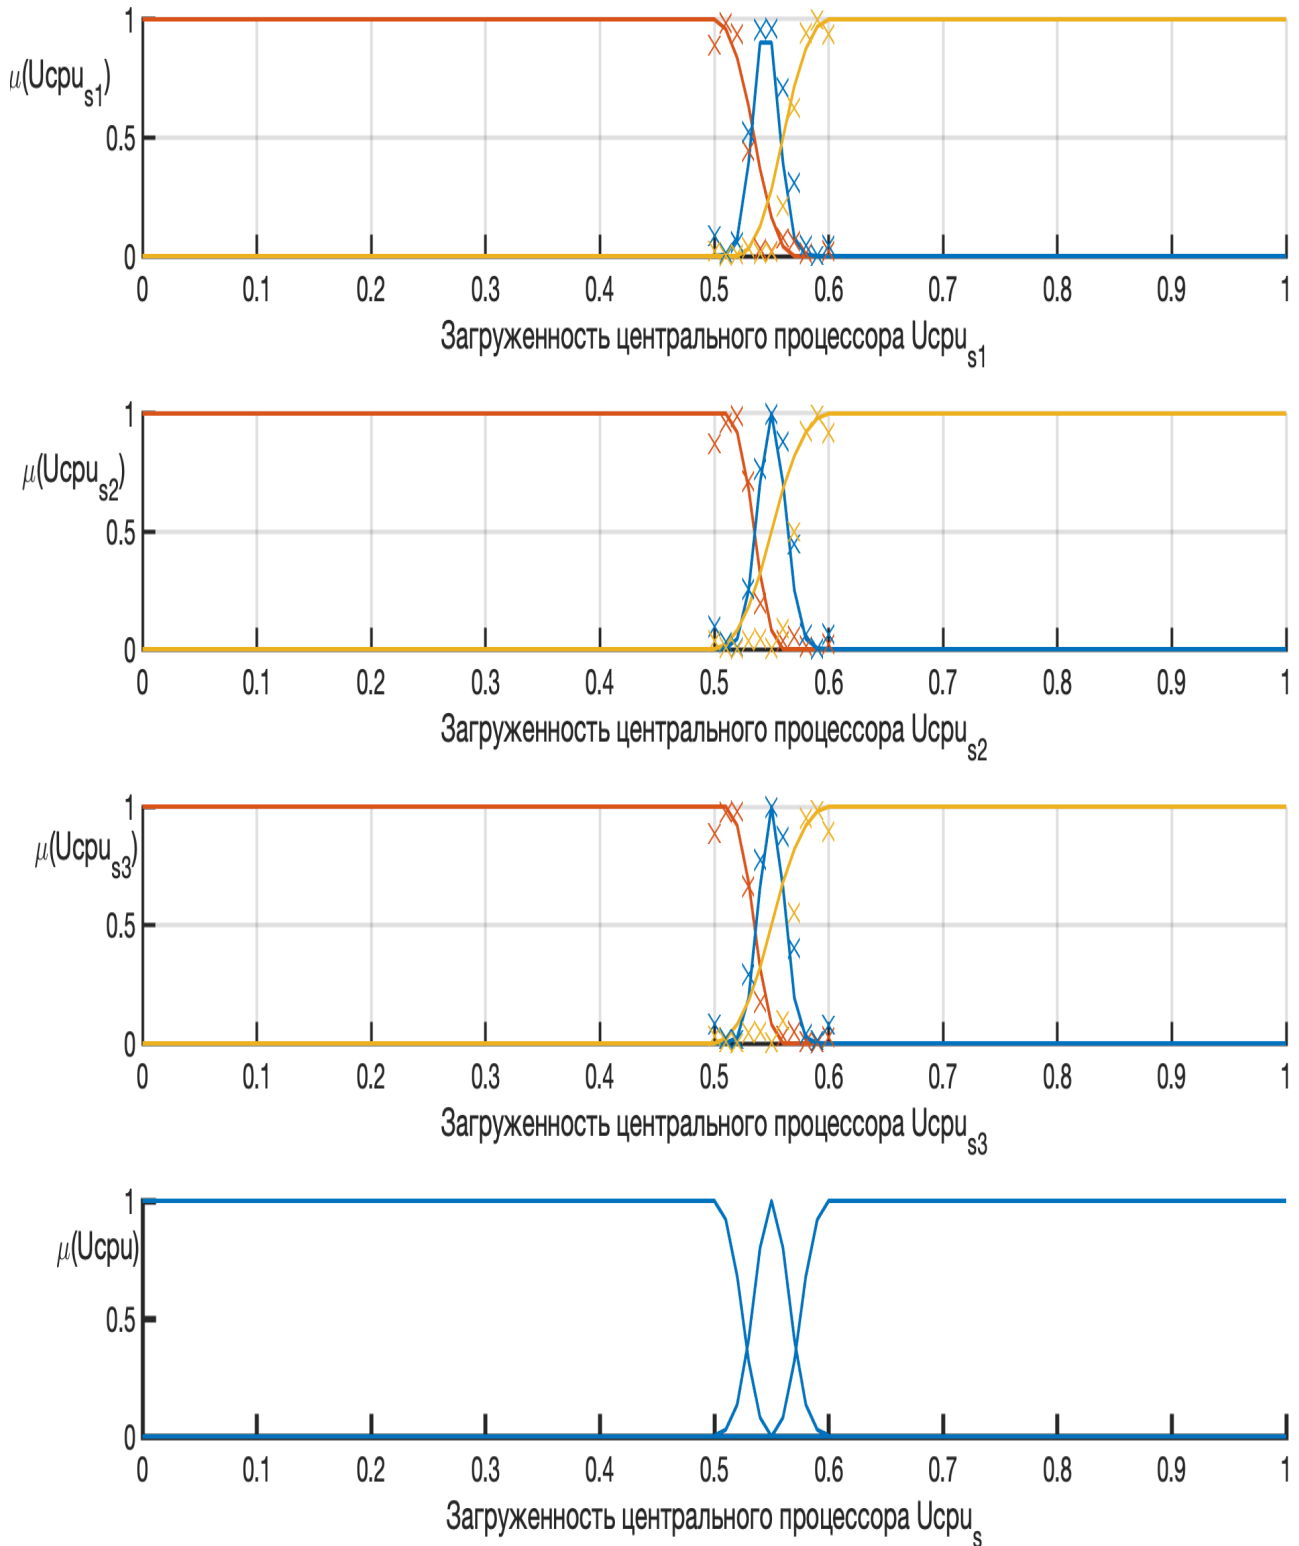 1
μ(Ucpu_s1)
0.5
0
0 0.1 0.2 0.3 0.4 0.5 0.6 0.7 0.8 0.9 1
Загруженность центрального процессора Ucpu_s1
1
μ(Ucpu_s2)
0.5
0
0 0.1 0.2 0.3 0.4 0.5 0.6 0.7 0.8 0.9 1
Загруженность центрального процессора Ucpu_s2
1
μ(Ucpu_s3)
0.5
0
0 0.1 0.2 0.3 0.4 0.5 0.6 0.7 0.8 0.9 1
Загруженность центрального процессора Ucpu_s3
1
μ(Ucpu)
0.5
0
0 0.1 0.2 0.3 0.4 0.5 0.6 0.7 0.8 0.9 1
Загруженность центрального процессора Ucpu_s